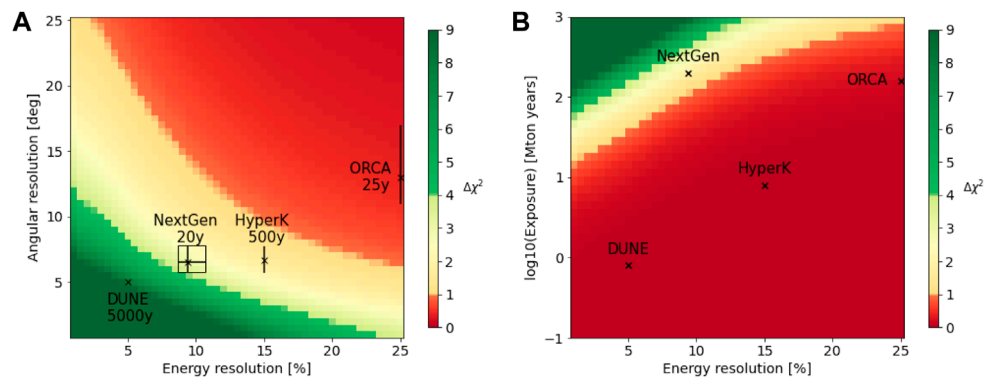 A
25
20
15
10
5
Angular resolution [deg]
ORCA
25y
NextGen
20y
HyperK
500y
DUNE
5000y
5
10
15
20
25
Energy resolution [%]
9
8
7
6
5
4
3
2
1
0
Δχ²
B
3
2
1
0
−1
log10(Exposure) [Mton years]
NextGen
ORCA
HyperK
DUNE
5
10
15
20
25
Energy resolution [%]
9
8
7
6
5
4
3
2
1
0
Δχ²